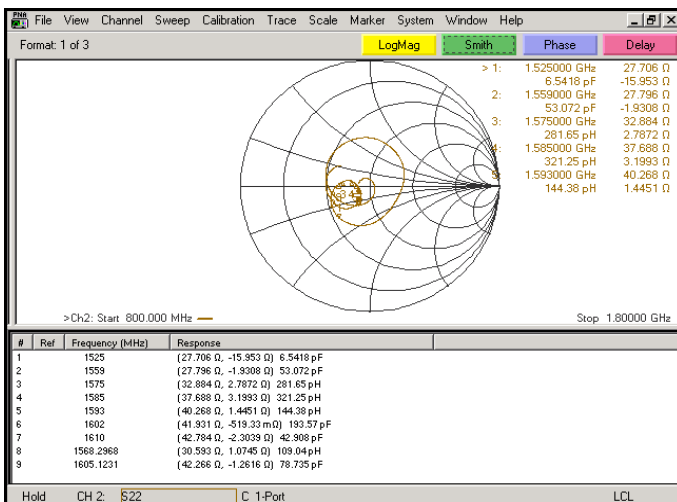 PNA File View Channel Sweep Calibration Trace Scale Marker System Window Help
Format: 1 of 3 LogMag Smith Phase Delay
> 1: 1.525000 GHz 27.706 Ω
6.5418 pF -15.953 Ω
2: 1.559000 GHz 27.796 Ω
53.072 pF -1.9308 Ω
3: 1.575000 GHz 32.884 Ω
281.65 pH 2.7872 Ω
4: 1.585000 GHz 37.688 Ω
321.25 pH 3.1993 Ω
5: 1.593000 GHz 40.268 Ω
144.38 pH 1.4451 Ω
>Ch2: Start 800.000 MHz Stop 1.80000 GHz
# Ref Frequency (MHz) Response
1 1525 (27.706 Ω, -15.953 Ω) 6.5418 pF
2 1559 (27.796 Ω, -1.9308 Ω) 53.072 pF
3 1575 (32.884 Ω, 2.7872 Ω) 281.65 pH
4 1585 (37.688 Ω, 3.1993 Ω) 321.25 pH
5 1593 (40.268 Ω, 1.4451 Ω) 144.38 pH
6 1602 (41.931 Ω, -519.33 mΩ) 193.57 pF
7 1610 (42.784 Ω, -2.3039 Ω) 42.908 pF
8 1568.2968 (30.593 Ω, 1.0745 Ω) 109.04 pH
9 1605.1231 (42.266 Ω, -1.2616 Ω) 78.735 pF
Hold CH 2: S22 C 1-Port LCL